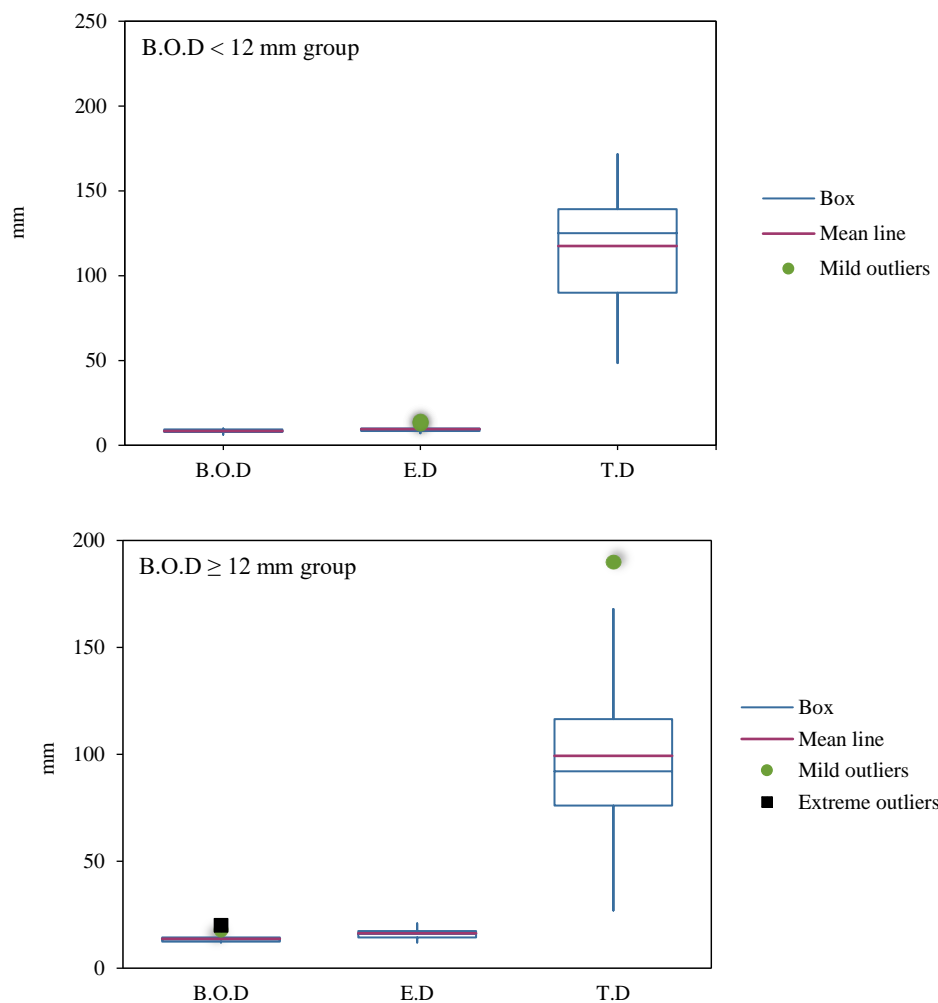 250
B.O.D < 12 mm group
200
150
mm
100
50
0
B.O.D
E.D
T.D
Box
Mean line
Mild outliers
200
B.O.D ≥ 12 mm group
150
mm
100
50
0
B.O.D
E.D
T.D
Box
Mean line
Mild outliers
Extreme outliers